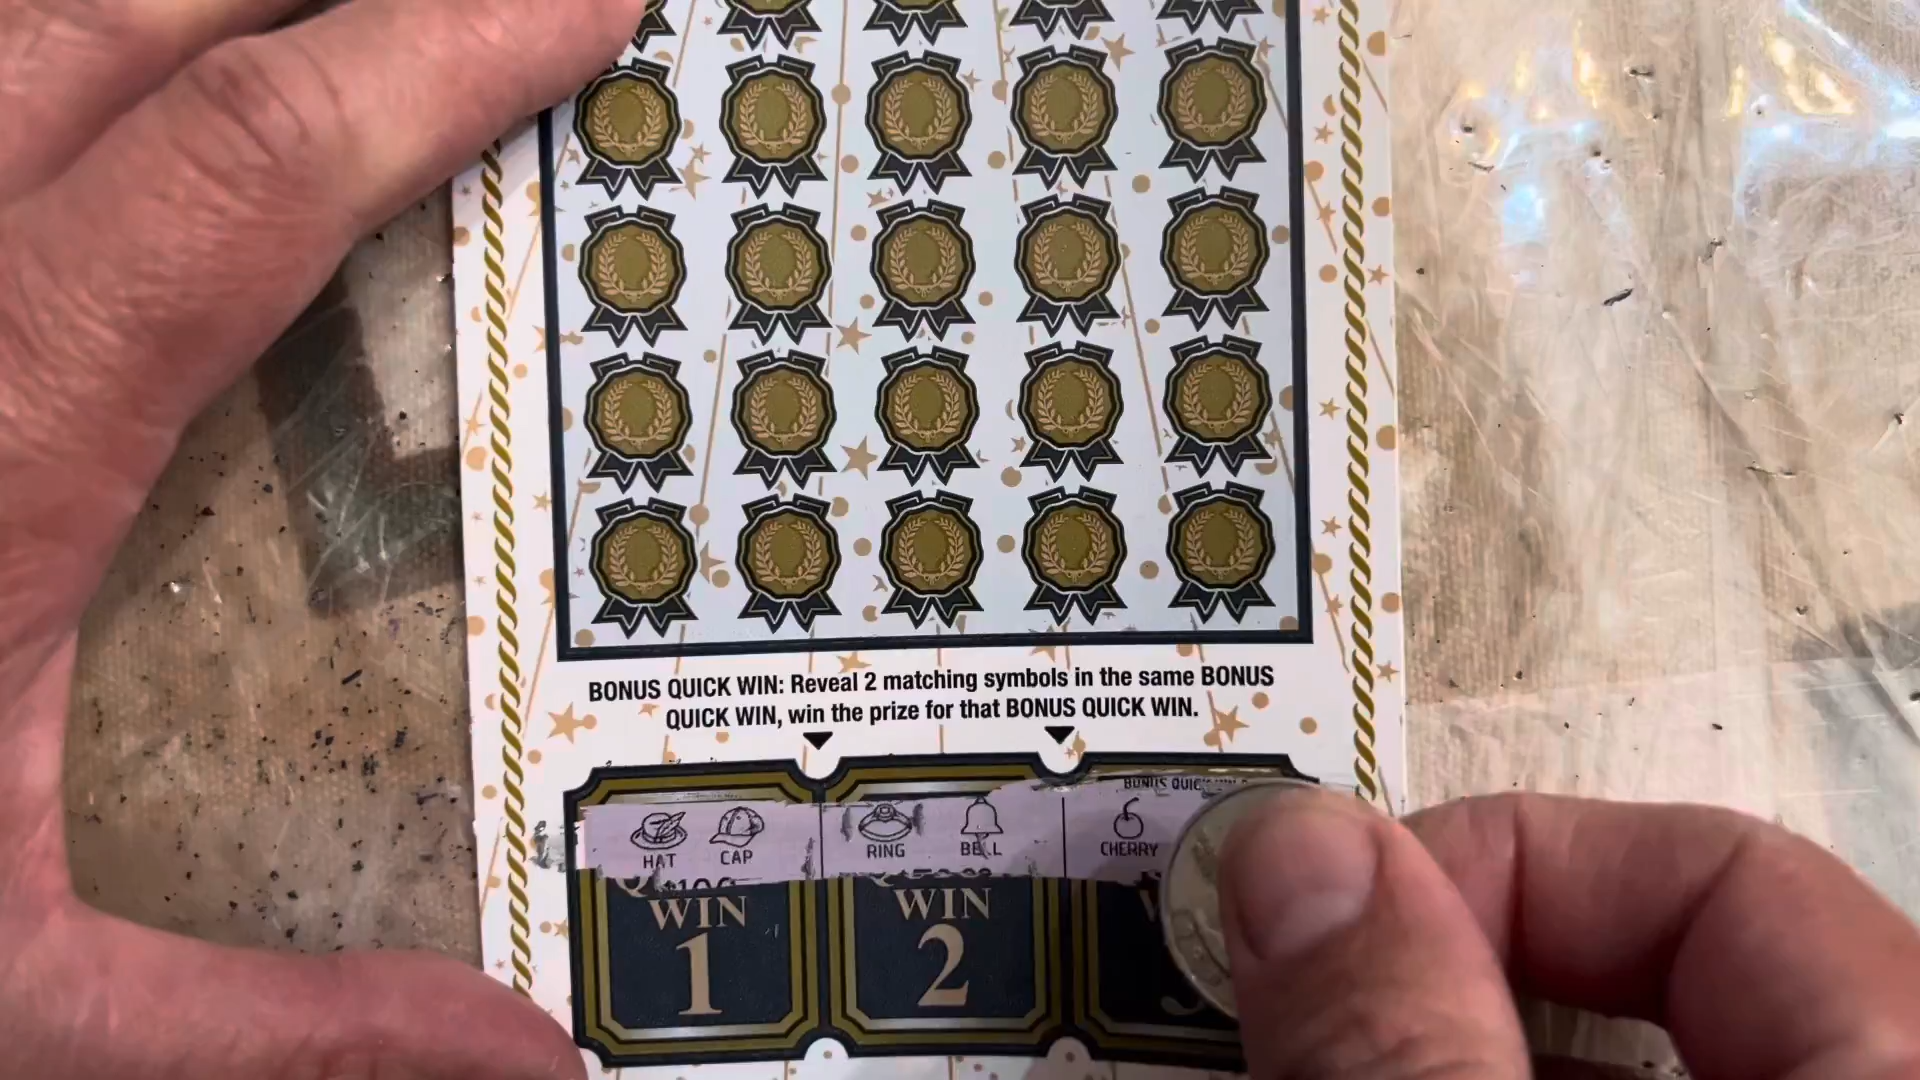 BONUS QUICK WIN: Reveal 2 matching symbols in the same BONUS
QUICK WIN, win the prize for that BONUS QUICK WIN.
HAT CAP RING BELL CHERRY
WIN WIN
1 2